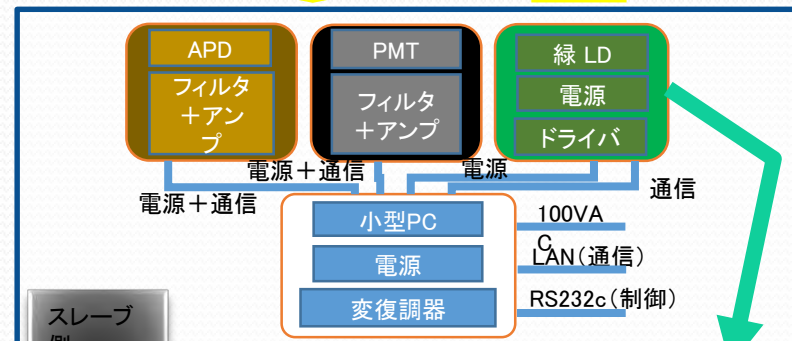 APD
フィルタ
＋アン
プ
PMT
フィルタ
＋アンプ
緑 LD
電源
ドライバ
電源＋通信
電源＋通信
電源
通信
小型PC
電源
変復調器
100VA
C
LAN（通信）
RS232c（制御）
スレーブ
側